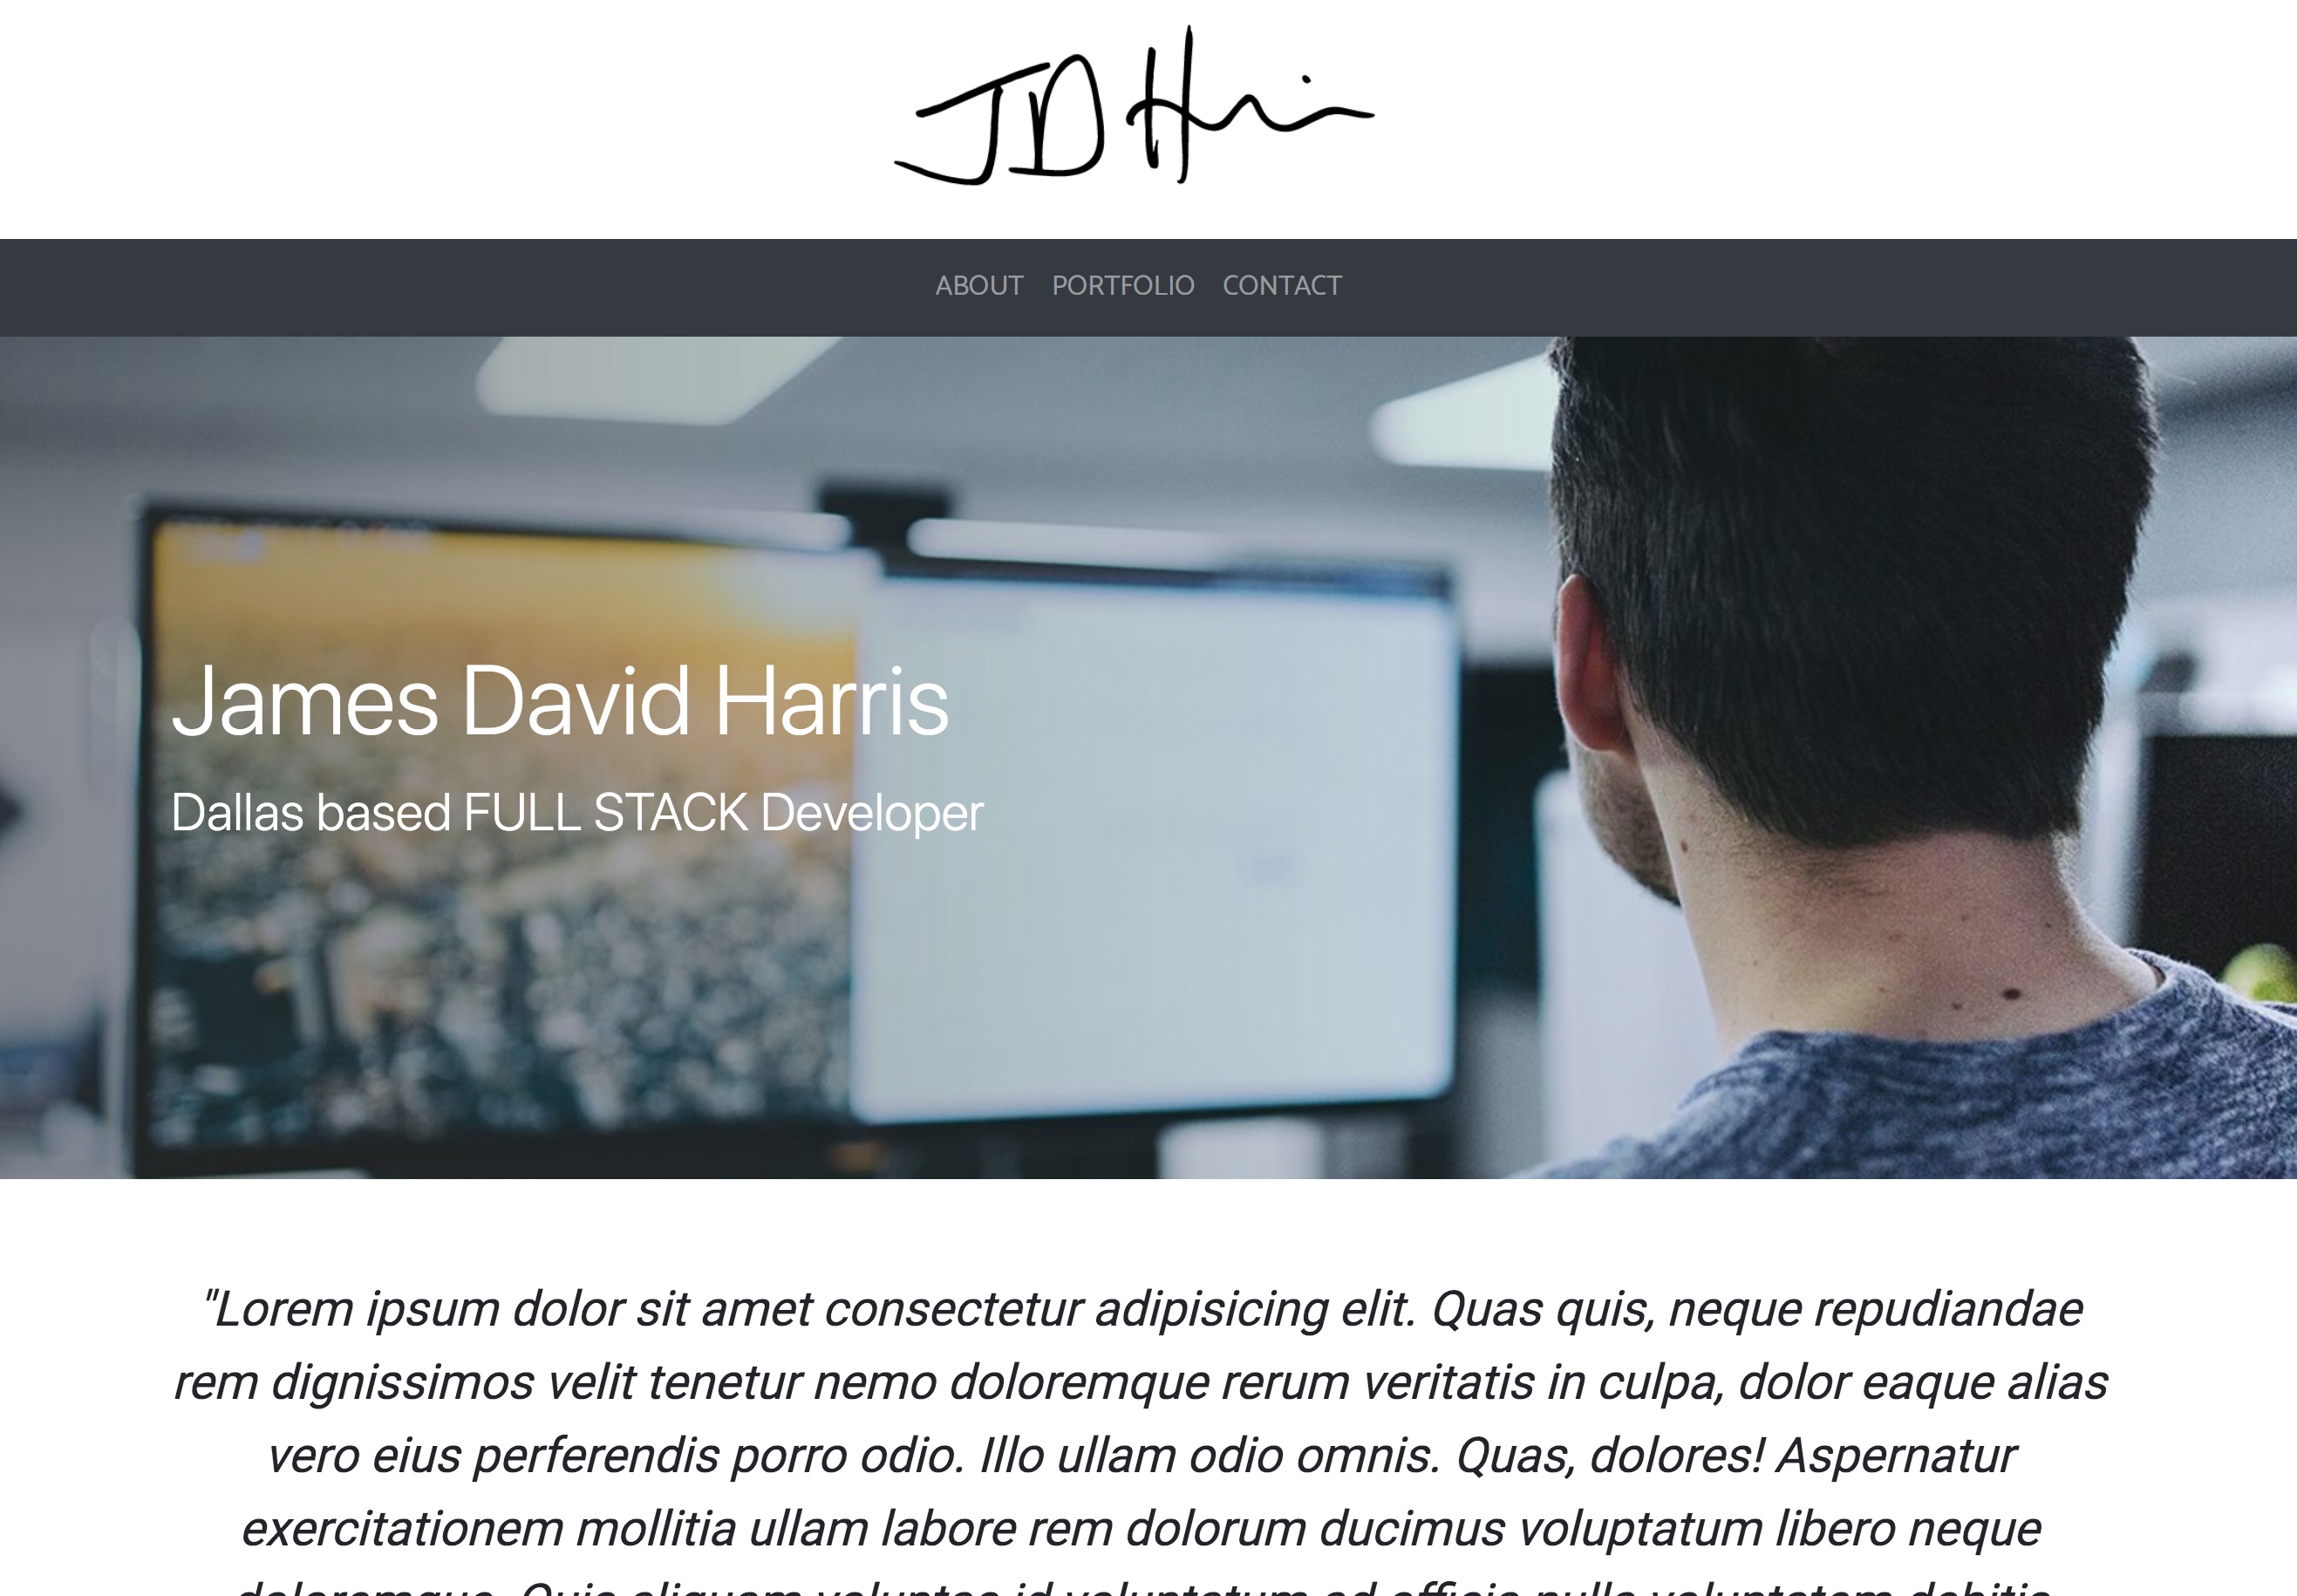 JD H
ABOUT PORTFOLIO CONTACT
James David Harris
Dallas based FULL STACK Developer
"Lorem ipsum dolor sit amet consectetur adipisicing elit. Quas quis, neque repudiandae
rem dignissimos velit tenetur nemo doloremque rerum veritatis in culpa, dolor eaque alias
vero eius perferendis porro odio. Illo ullam odio omnis. Quas, dolores! Aspernatur
exercitationem mollitia ullam labore rem dolorum ducimus voluptatum libero neque